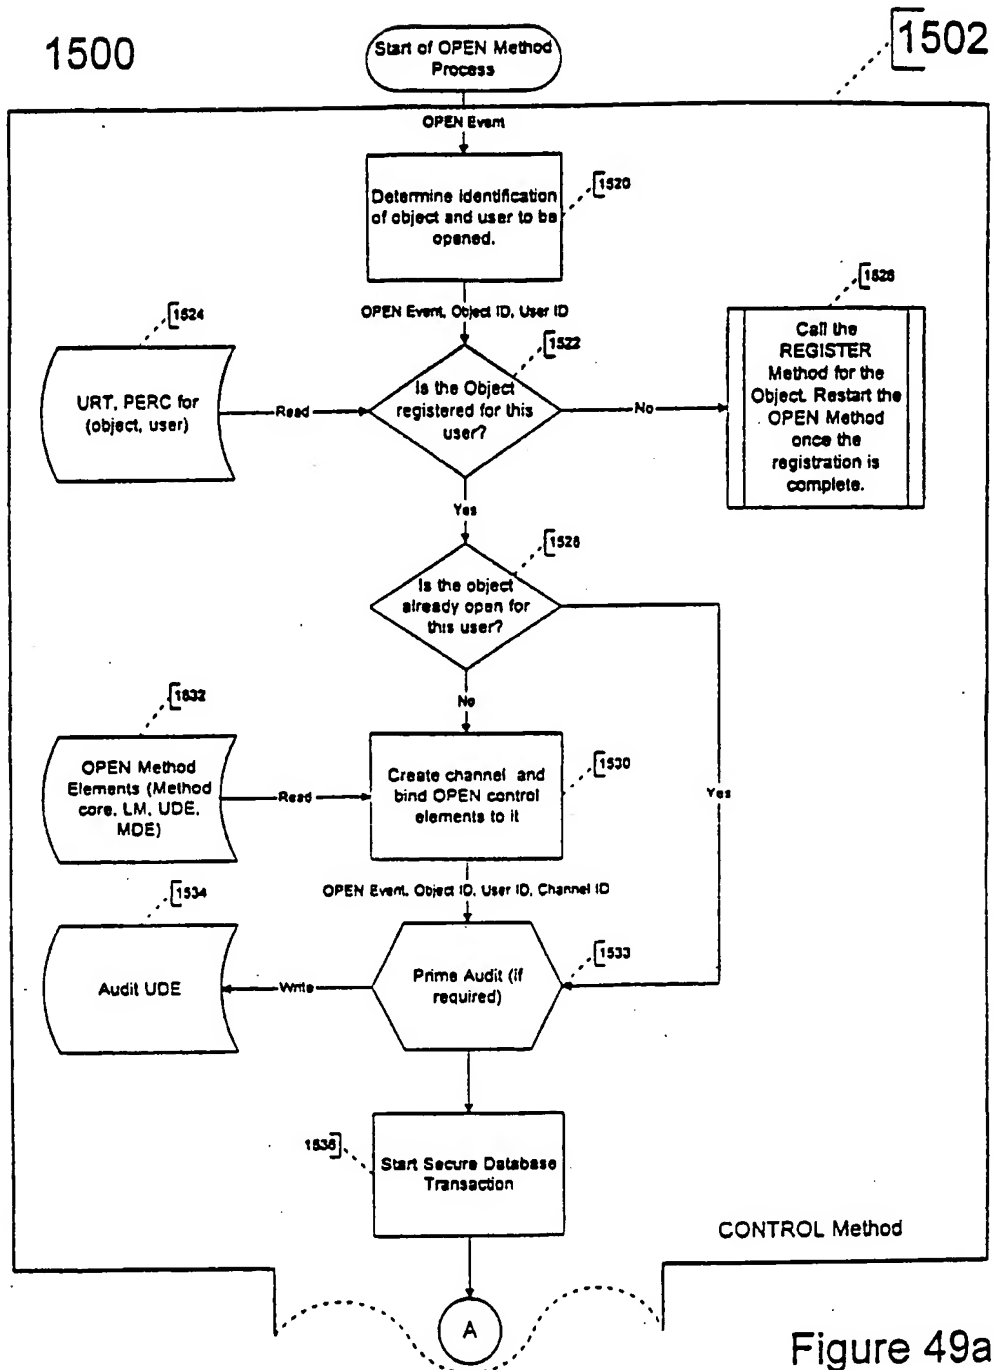 1500
1502
Start of OPEN Method
Process
OPEN Event
Determine identification
of object and user to be
opened.
1520
OPEN Event, Object ID, User ID
1524
1522
1526
URT, PERC for
(object, user)
Read
Is the Object
registered for this
user?
No
Call the
REGISTER
Method for the
Object. Restart the
OPEN Method
once the
registration is
complete.
Yes
1528
Is the object
already open for
this user?
No
Yes
1532
OPEN Method
Elements (Method
core, LM, UDE,
MDE)
Read
Create channel and
bind OPEN control
elements to it
1530
OPEN Event, Object ID, User ID, Channel ID
1534
Audit UDE
Write
Prime Audit (if
required)
1533
1536
Start Secure Database
Transaction
CONTROL Method
A
Figure 49a